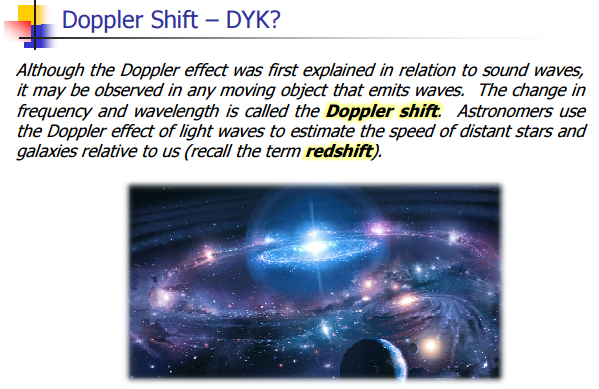 Doppler Shift – DYK?
Although the Doppler effect was first explained in relation to sound waves,
it may be observed in any moving object that emits waves. The change in
frequency and wavelength is called the Doppler shift. Astronomers use
the Doppler effect of light waves to estimate the speed of distant stars and
galaxies relative to us (recall the term redshift).